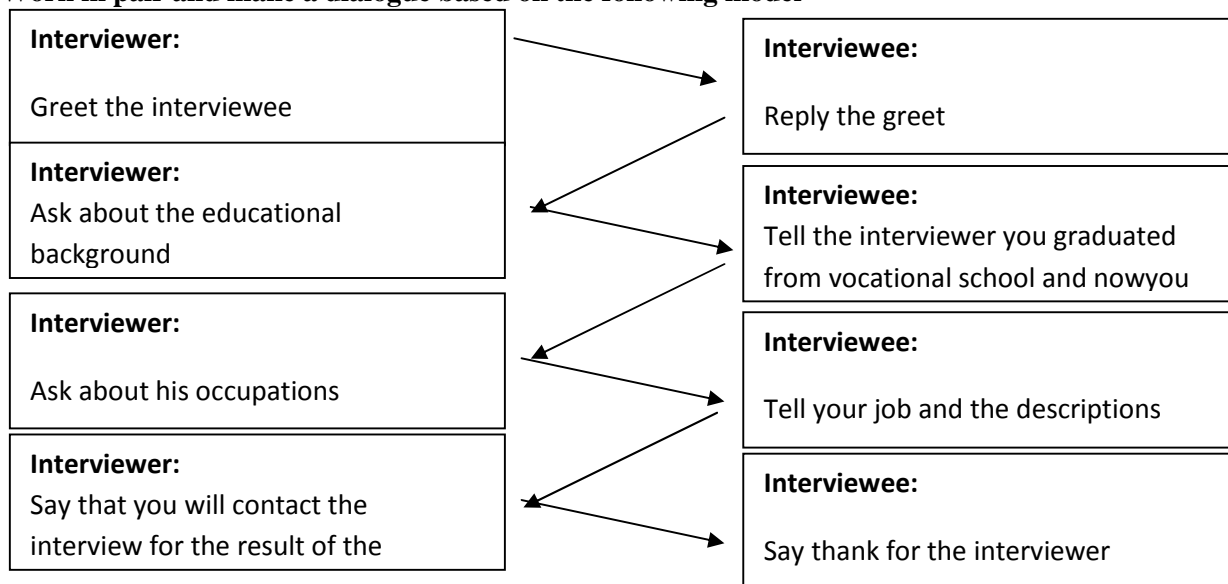 Work in pair and make a dialogue based on the following model
Interviewer:
Greet the interviewee
Interviewee:
Reply the greet
Interviewer:
Ask about the educational
background
Interviewee:
Tell the interviewer you graduated
from vocational school and nowyou
Interviewer:
Ask about his occupations
Interviewee:
Tell your job and the descriptions
Interviewer:
Say that you will contact the
interview for the result of the
Interviewee:
Say thank for the interviewer